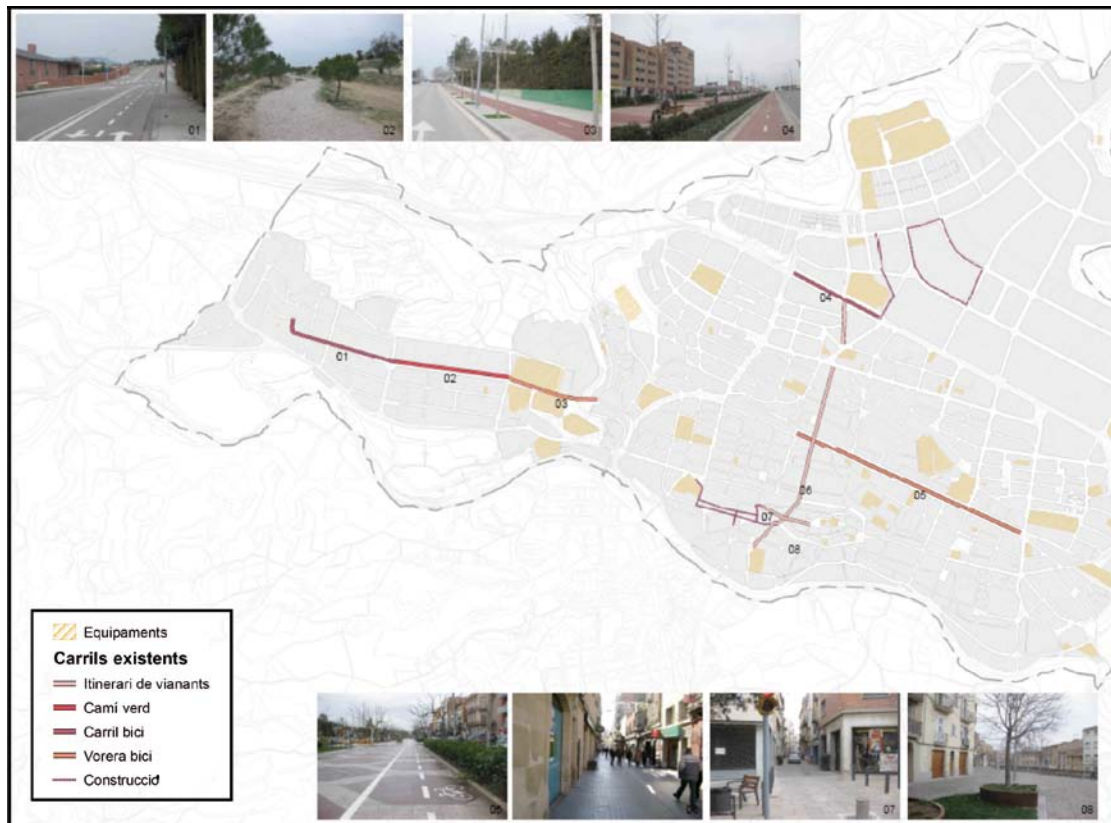 01
02
03
04
04
01
02
03
06
05
07
08
Equipaments
Carrils existents
Itinerari de vianants
Camí verd
Carril bici
Vorera bici
Construcció
05
06
07
08